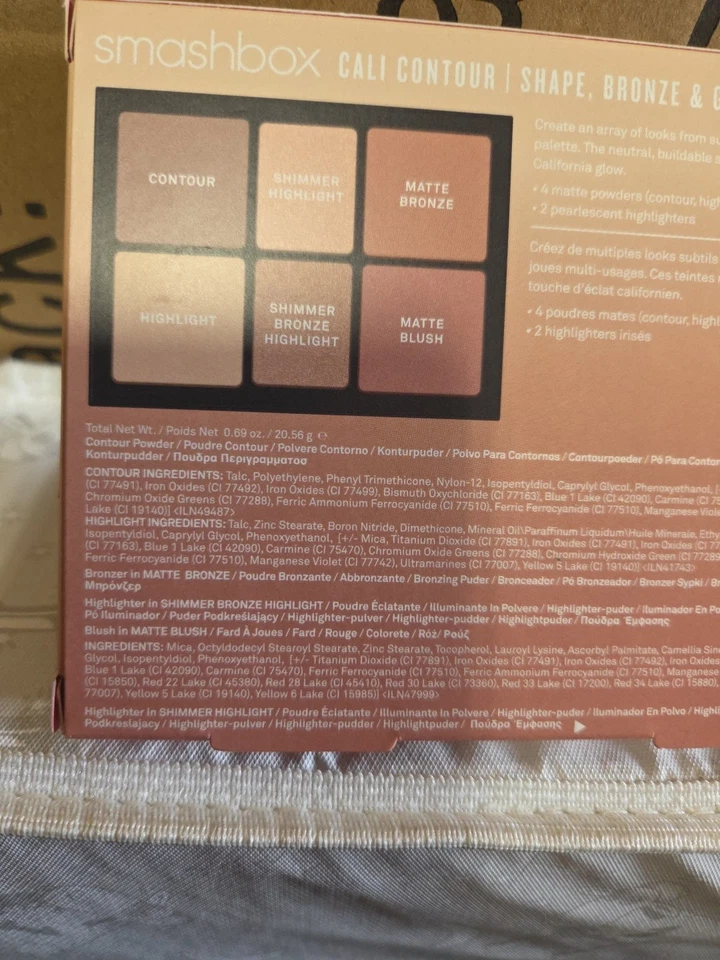 smashbox CALI CONTOUR | SHAPE, BRONZE &
CONTOUR
SHIMMER
HIGHLIGHT
MATTE
BRONZE
HIGHLIGHT
SHIMMER
BRONZE
HIGHLIGHT
MATTE
BLUSH
Create an array of looks from
palette. The neutral, buildable
California glow.
• 4 matte powders (contour,
• 2 pearlescent highlighters
Créez de multiples looks subtils
joues multi-usages. Ces teintes
touche d'éclat californien.
• 4 poudres mates (contour,
• 2 highlighters irisés
Total Net Wt. / Poids Net 0.69 oz. / 20.56 g ℮
Contour Powder / Poudre Contour / Polvere Contorno / Konturpuder / Polvo Para Contornos / Contourpoeder / Pó Para
Konturpudder / Πουδρα Περιγραμματοσ
CONTOUR INGREDIENTS: Talc, Polyethylene, Phenyl Trimethicone, Nylon-12, Isopentyldiol, Caprylyl Glycol, Phenoxyethanol,
(CI 77491), Iron Oxides (CI 77492), Iron Oxides (CI 77499), Bismuth Oxychloride (CI 77163), Blue 1 Lake (CI 42090), Carmine (CI
Chromium Oxide Greens (CI 77288), Ferric Ammonium Ferrocyanide (CI 77510), Ferric Ferrocyanide (CI 77510), Manganese
Lake (CI 19140)] <ILN49487>
HIGHLIGHT INGREDIENTS: Talc, Zinc Stearate, Boron Nitride, Dimethicone, Mineral Oil\Paraffinum Liquidum\Huile Minerale,
Isopentyldiol, Caprylyl Glycol, Phenoxyethanol, [+/- Mica, Titanium Dioxide (CI 77891), Iron Oxides (CI 77491), Iron Oxides (CI
(CI 77163), Blue 1 Lake (CI 42090), Carmine (CI 75470), Chromium Oxide Greens (CI 77288), Chromium Hydroxide Green (CI 77289
Ferric Ferrocyanide (CI 77510), Manganese Violet (CI 77742), Ultramarines (CI 77007), Yellow 5 Lake (CI 19140)] <ILN41743>
Bronzer in MATTE BRONZE / Poudre Bronzante / Abbronzante / Bronzing Puder / Bronceador / Pó Bronzeador / Bronzer Sypki /
Μπρόνζερ
Highlighter in SHIMMER BRONZE HIGHLIGHT / Poudre Éclatante / Illuminante In Polvere / Highlighter-puder / Iluminador En
Pó Iluminador / Puder Podkreślający / Highlighter-pulver / Highlighter-pudder / Highlightpuder / Πούδρα Έμφασης
Blush in MATTE BLUSH / Fard À Joues / Fard / Rouge / Colorete / Róż / Ρούζ
INGREDIENTS: Mica, Octyldodecyl Stearoyl Stearate, Zinc Stearate, Tocopherol, Lauroyl Lysine, Ascorbyl Palmitate, Camellia
Glycol, Isopentyldiol, Phenoxyethanol, [+/- Titanium Dioxide (CI 77891), Iron Oxides (CI 77491), Iron Oxides (CI 77492), Iron Oxides
Blue 1 Lake (CI 42090), Carmine (CI 75470), Ferric Ferrocyanide (CI 77510), Ferric Ammonium Ferrocyanide (CI 77510), Manganese
(CI 15850), Red 22 Lake (CI 45380), Red 28 Lake (CI 45410), Red 30 Lake (CI 73360), Red 33 Lake (CI 17200), Red 34 Lake (CI 15880)
77007), Yellow 5 Lake (CI 19140), Yellow 6 Lake (CI 15985)] <ILN47999>
Highlighter in SHIMMER HIGHLIGHT / Poudre Éclatante / Illuminante In Polvere / Highlighter-puder / Iluminador En Polvo /
Podkreslajacy / Highlighter-pulver / Highlighter-pudder / Highlightpuder / Πούδρα Έμφασης